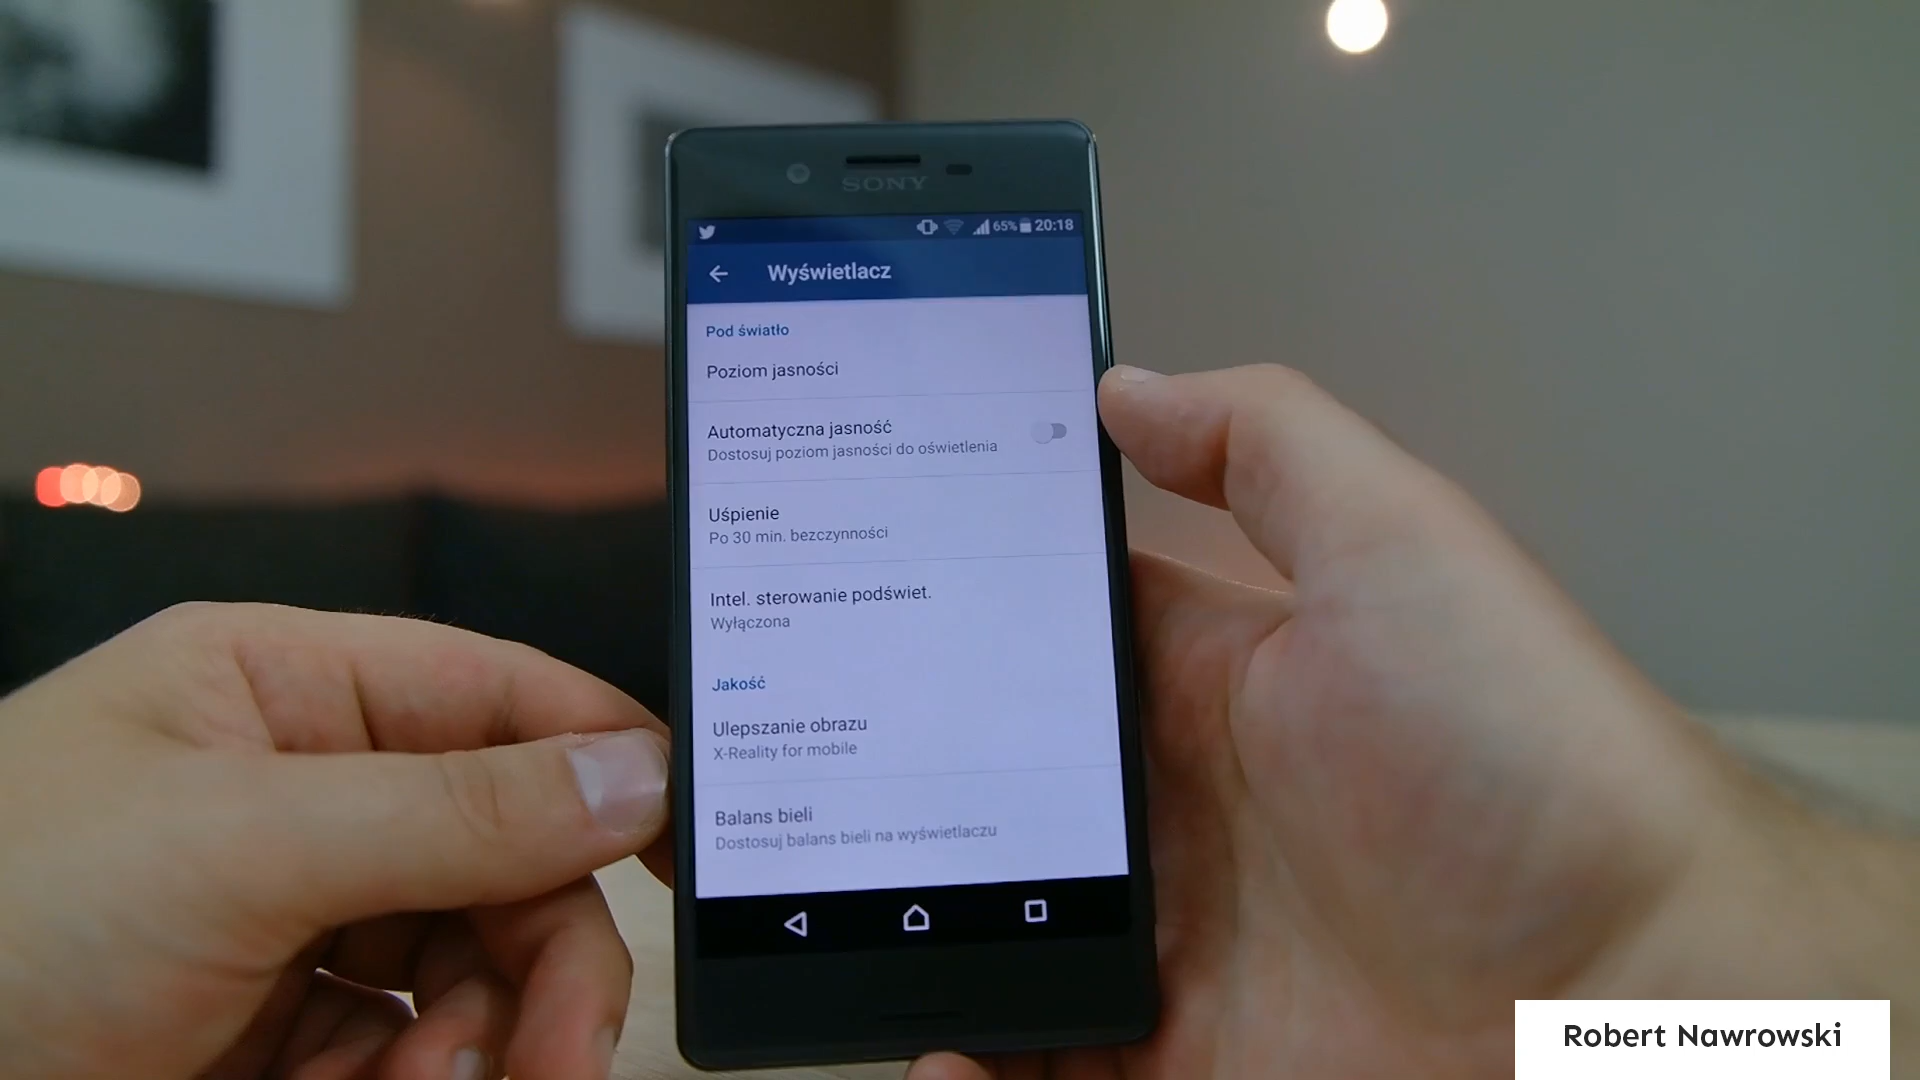 SONY
65% 20:18
Wyświetlacz
Pod światło
Poziom jasności
Automatyczna jasność
Dostosuj poziom jasności do oświetlenia
Uśpienie
Po 30 min. bezczynności
Intel. sterowanie podświet.
Wyłączona
Jakość
Ulepszanie obrazu
X-Reality for mobile
Balans bieli
Dostosuj balans bieli na wyświetlaczu
Robert Nawrowski